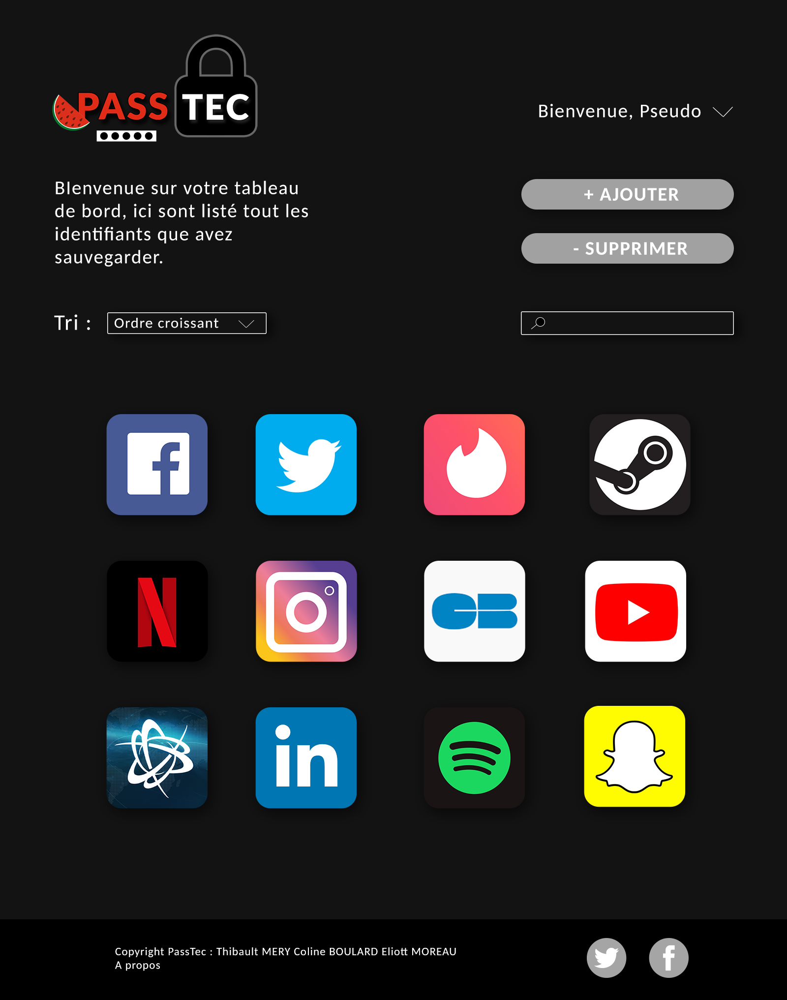 PASS TEC
Bienvenue, Pseudo
BIenvenue sur votre tableau
de bord, ici sont listé tout les
identifiants que avez
sauvegarder.
+ AJOUTER
- SUPPRIMER
Tri :
Ordre croissant
f
N
CB
in
Copyright PassTec : Thibault MERY Coline BOULARD Eliott MOREAU
A propos
f